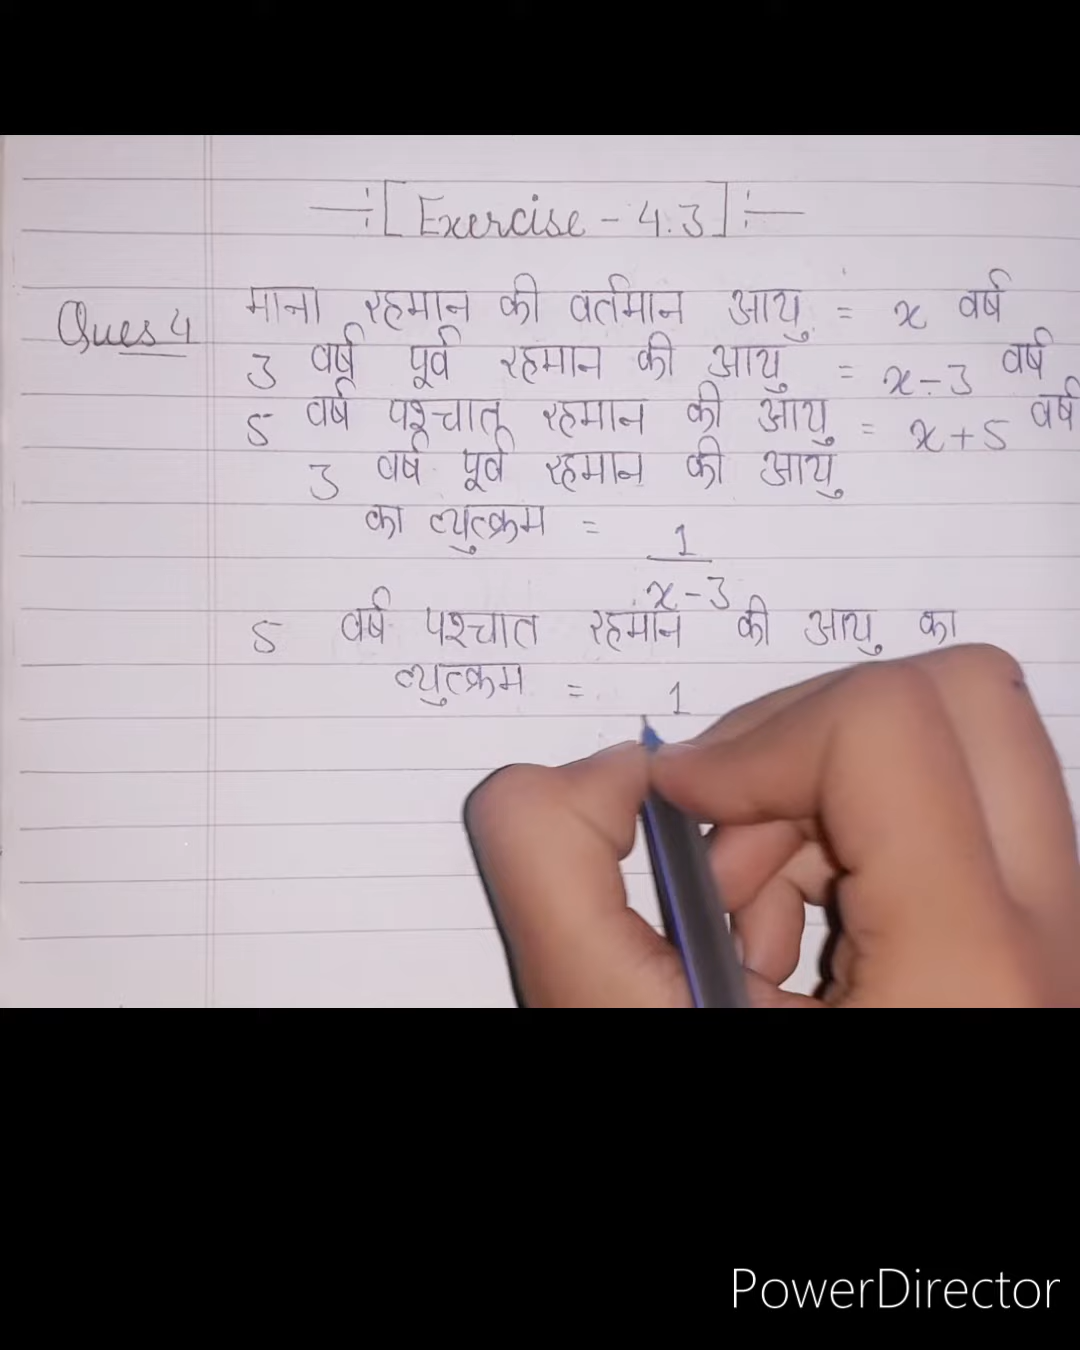 [Exercise - 4.3]
Ques 4 माना रहमान की वर्तमान आयु = x वर्ष
3 वर्ष पूर्व रहमान की आयु = x - 3 वर्ष
5 वर्ष पश्चात रहमान की आयु = x + 5 वर्ष
3 वर्ष पूर्व रहमान की आयु
का व्युत्क्रम = 1
x - 3
5 वर्ष पश्चात रहमान की आयु का
व्युत्क्रम = 1
PowerDirector